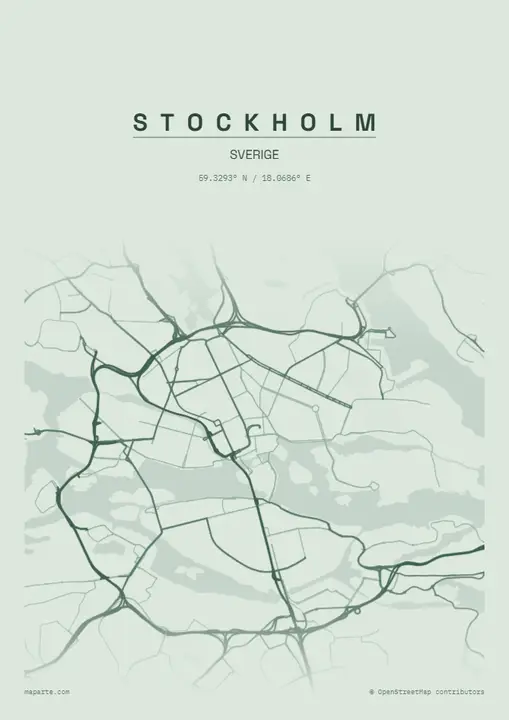 STOCKHOLM
SVERIGE
59.3293° N / 18.0686° E
maparte.com
© OpenStreetMap contributors